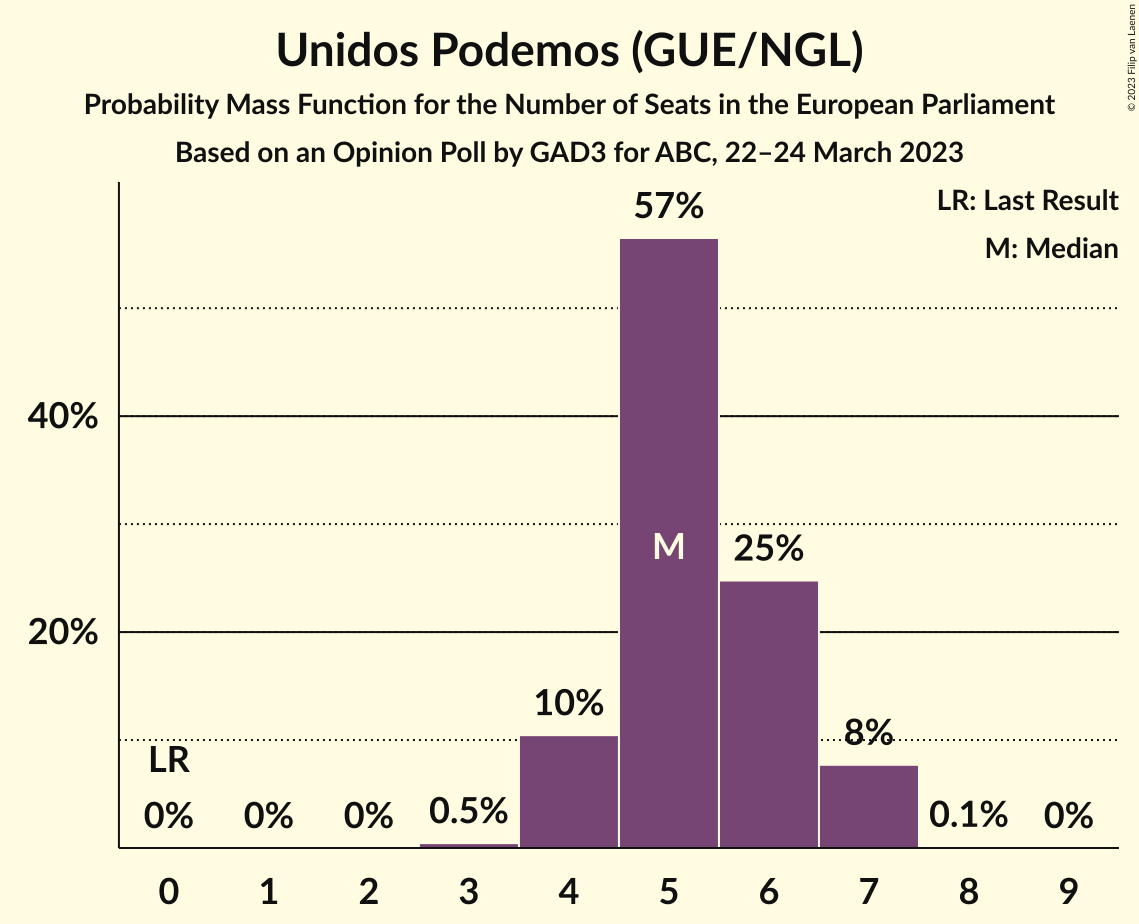 Unidos Podemos (GUE/NGL)
Probability Mass Function for the Number of Seats in the European Parliament
Based on an Opinion Poll by GAD3 for ABC, 22–24 March 2023
© 2023 Filip van Laenen
LR: Last Result
M: Median
57%
40%
M
25%
20%
10%
8%
LR
0%
0%
0%
0.5%
0.1%
0%
0 1 2 3 4 5 6 7 8 9